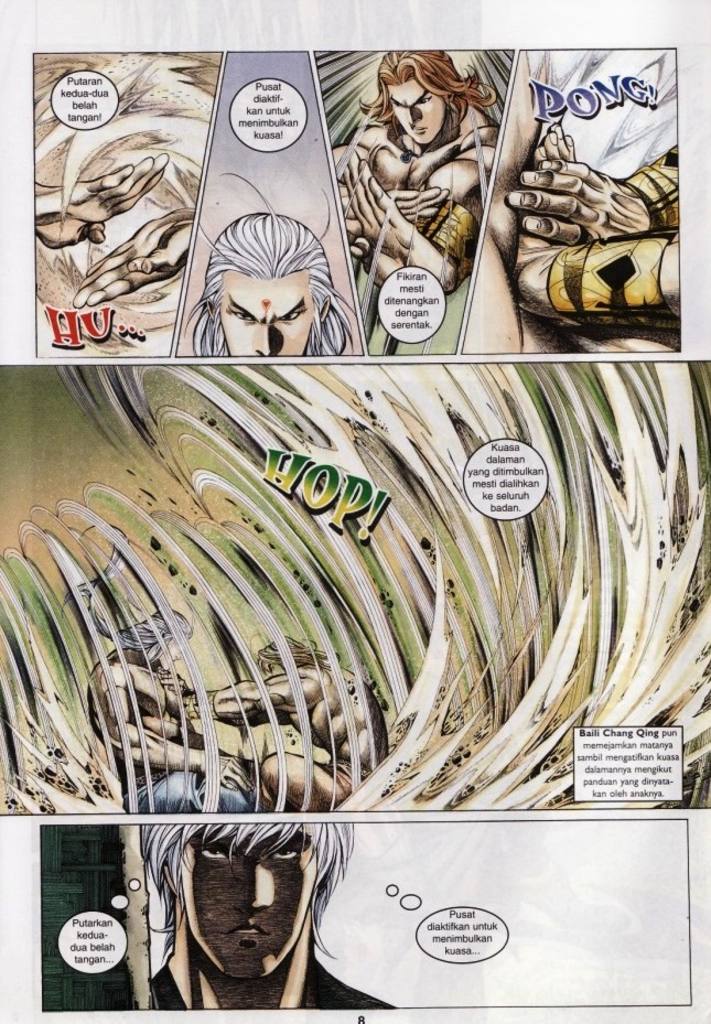 Putaran
kedua-dua
belah
tangan!
HU...
Pusat
diaktif-
kan untuk
menimbulkan
kuasa!
Fikiran
mesti
ditenangkan
dengan
serentak.
PONG!
HOP!
Kuasa
dalaman
yang ditimbulkan
mesti dialihkan
ke seluruh
badan.
Baili Chang Qing pun
memejamkan matanya
sambil mengatifkan kuasa
dalamannya mengikut
panduan yang dinyata-
kan oleh anaknya.
Putarkan
kedua-
dua belah
tangan...
Pusat
diaktifkan untuk
menimbulkan
kuasa...
8